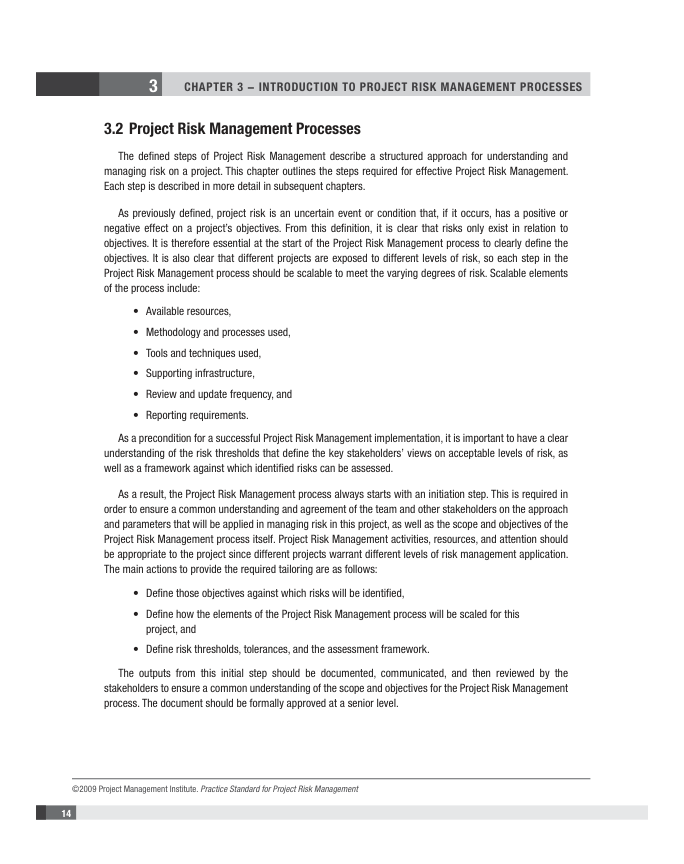 3
CHAPTER 3 − INTRODUCTION TO PROJECT RISK MANAGEMENT PROCESSES
3.2 Project Risk Management Processes
The defined steps of Project Risk Management describe a structured approach for understanding and
managing risk on a project. This chapter outlines the steps required for effective Project Risk Management.
Each step is described in more detail in subsequent chapters.
As previously defined, project risk is an uncertain event or condition that, if it occurs, has a positive or
negative effect on a project’s objectives. From this definition, it is clear that risks only exist in relation to
objectives. It is therefore essential at the start of the Project Risk Management process to clearly define the
objectives. It is also clear that different projects are exposed to different levels of risk, so each step in the
Project Risk Management process should be scalable to meet the varying degrees of risk. Scalable elements
of the process include:
• Available resources,
• Methodology and processes used,
• Tools and techniques used,
• Supporting infrastructure,
• Review and update frequency, and
• Reporting requirements.
As a precondition for a successful Project Risk Management implementation, it is important to have a clear
understanding of the risk thresholds that define the key stakeholders’ views on acceptable levels of risk, as
well as a framework against which identified risks can be assessed.
As a result, the Project Risk Management process always starts with an initiation step. This is required in
order to ensure a common understanding and agreement of the team and other stakeholders on the approach
and parameters that will be applied in managing risk in this project, as well as the scope and objectives of the
Project Risk Management process itself. Project Risk Management activities, resources, and attention should
be appropriate to the project since different projects warrant different levels of risk management application.
The main actions to provide the required tailoring are as follows:
• Define those objectives against which risks will be identified,
• Define how the elements of the Project Risk Management process will be scaled for this
project, and
• Define risk thresholds, tolerances, and the assessment framework.
The outputs from this initial step should be documented, communicated, and then reviewed by the
stakeholders to ensure a common understanding of the scope and objectives for the Project Risk Management
process. The document should be formally approved at a senior level.
©2009 Project Management Institute. Practice Standard for Project Risk Management
14